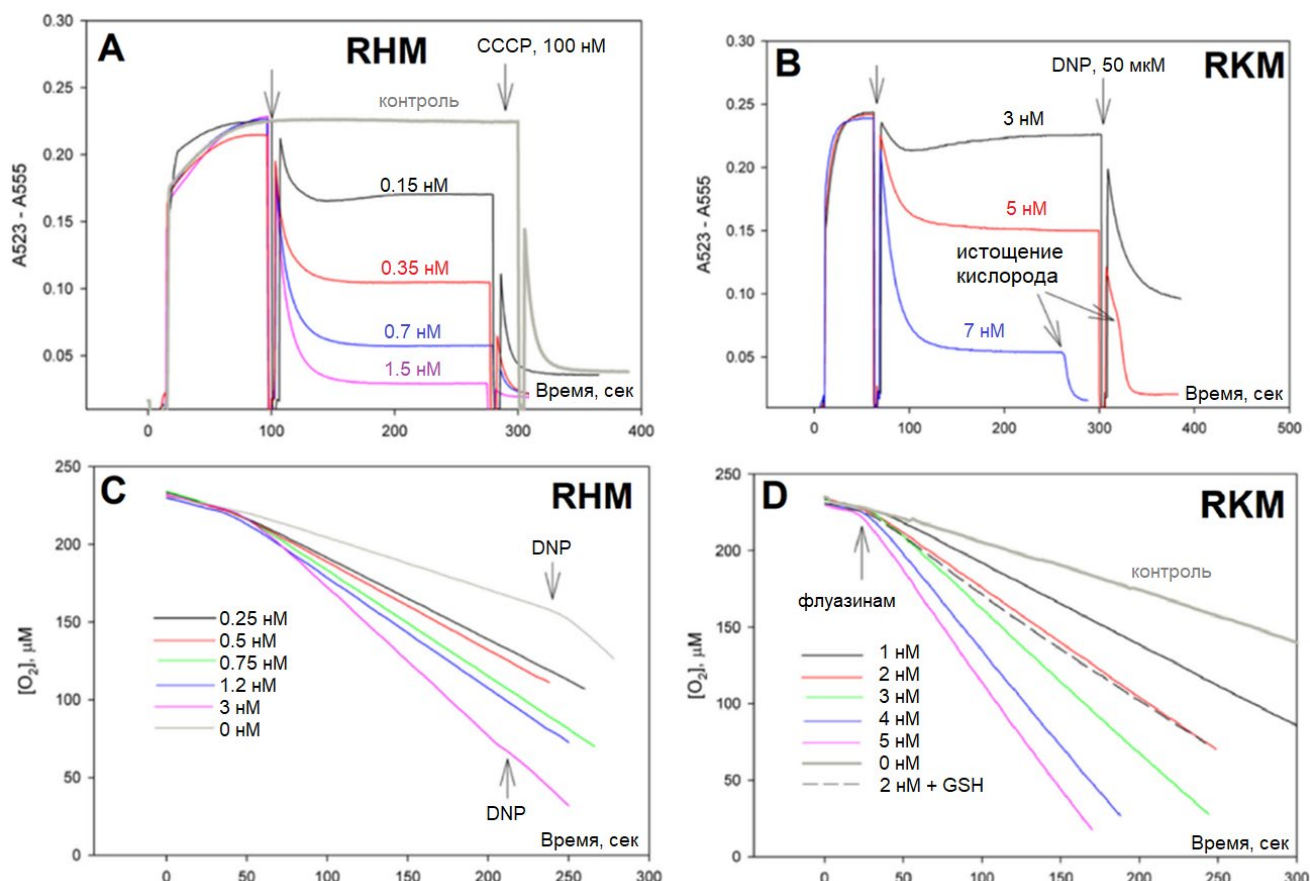 A
RHM
CCCP, 100 нМ
контроль
0.15 нМ
0.35 нМ
0.7 нМ
1.5 нМ
Время, сек
A523 - A555
0.30
0.25
0.20
0.15
0.10
0.05
0 100 200 300 400
B
RKM
DNP, 50 мкМ
3 нМ
5 нМ
истощение
кислорода
7 нМ
Время, сек
A523 - A555
0.30
0.25
0.20
0.15
0.10
0.05
0 100 200 300 400 500
C
RHM
DNP
0.25 нМ
0.5 нМ
0.75 нМ
1.2 нМ
3 нМ
0 нМ
DNP
Время, сек
[O2], μM
250
200
150
100
50
0
0 50 100 150 200 250 300
D
RKM
контроль
флуазинам
1 нМ
2 нМ
3 нМ
4 нМ
5 нМ
0 нМ
2 нМ + GSH
Время, сек
[O2], μM
250
200
150
100
50
0
0 50 100 150 200 250 300